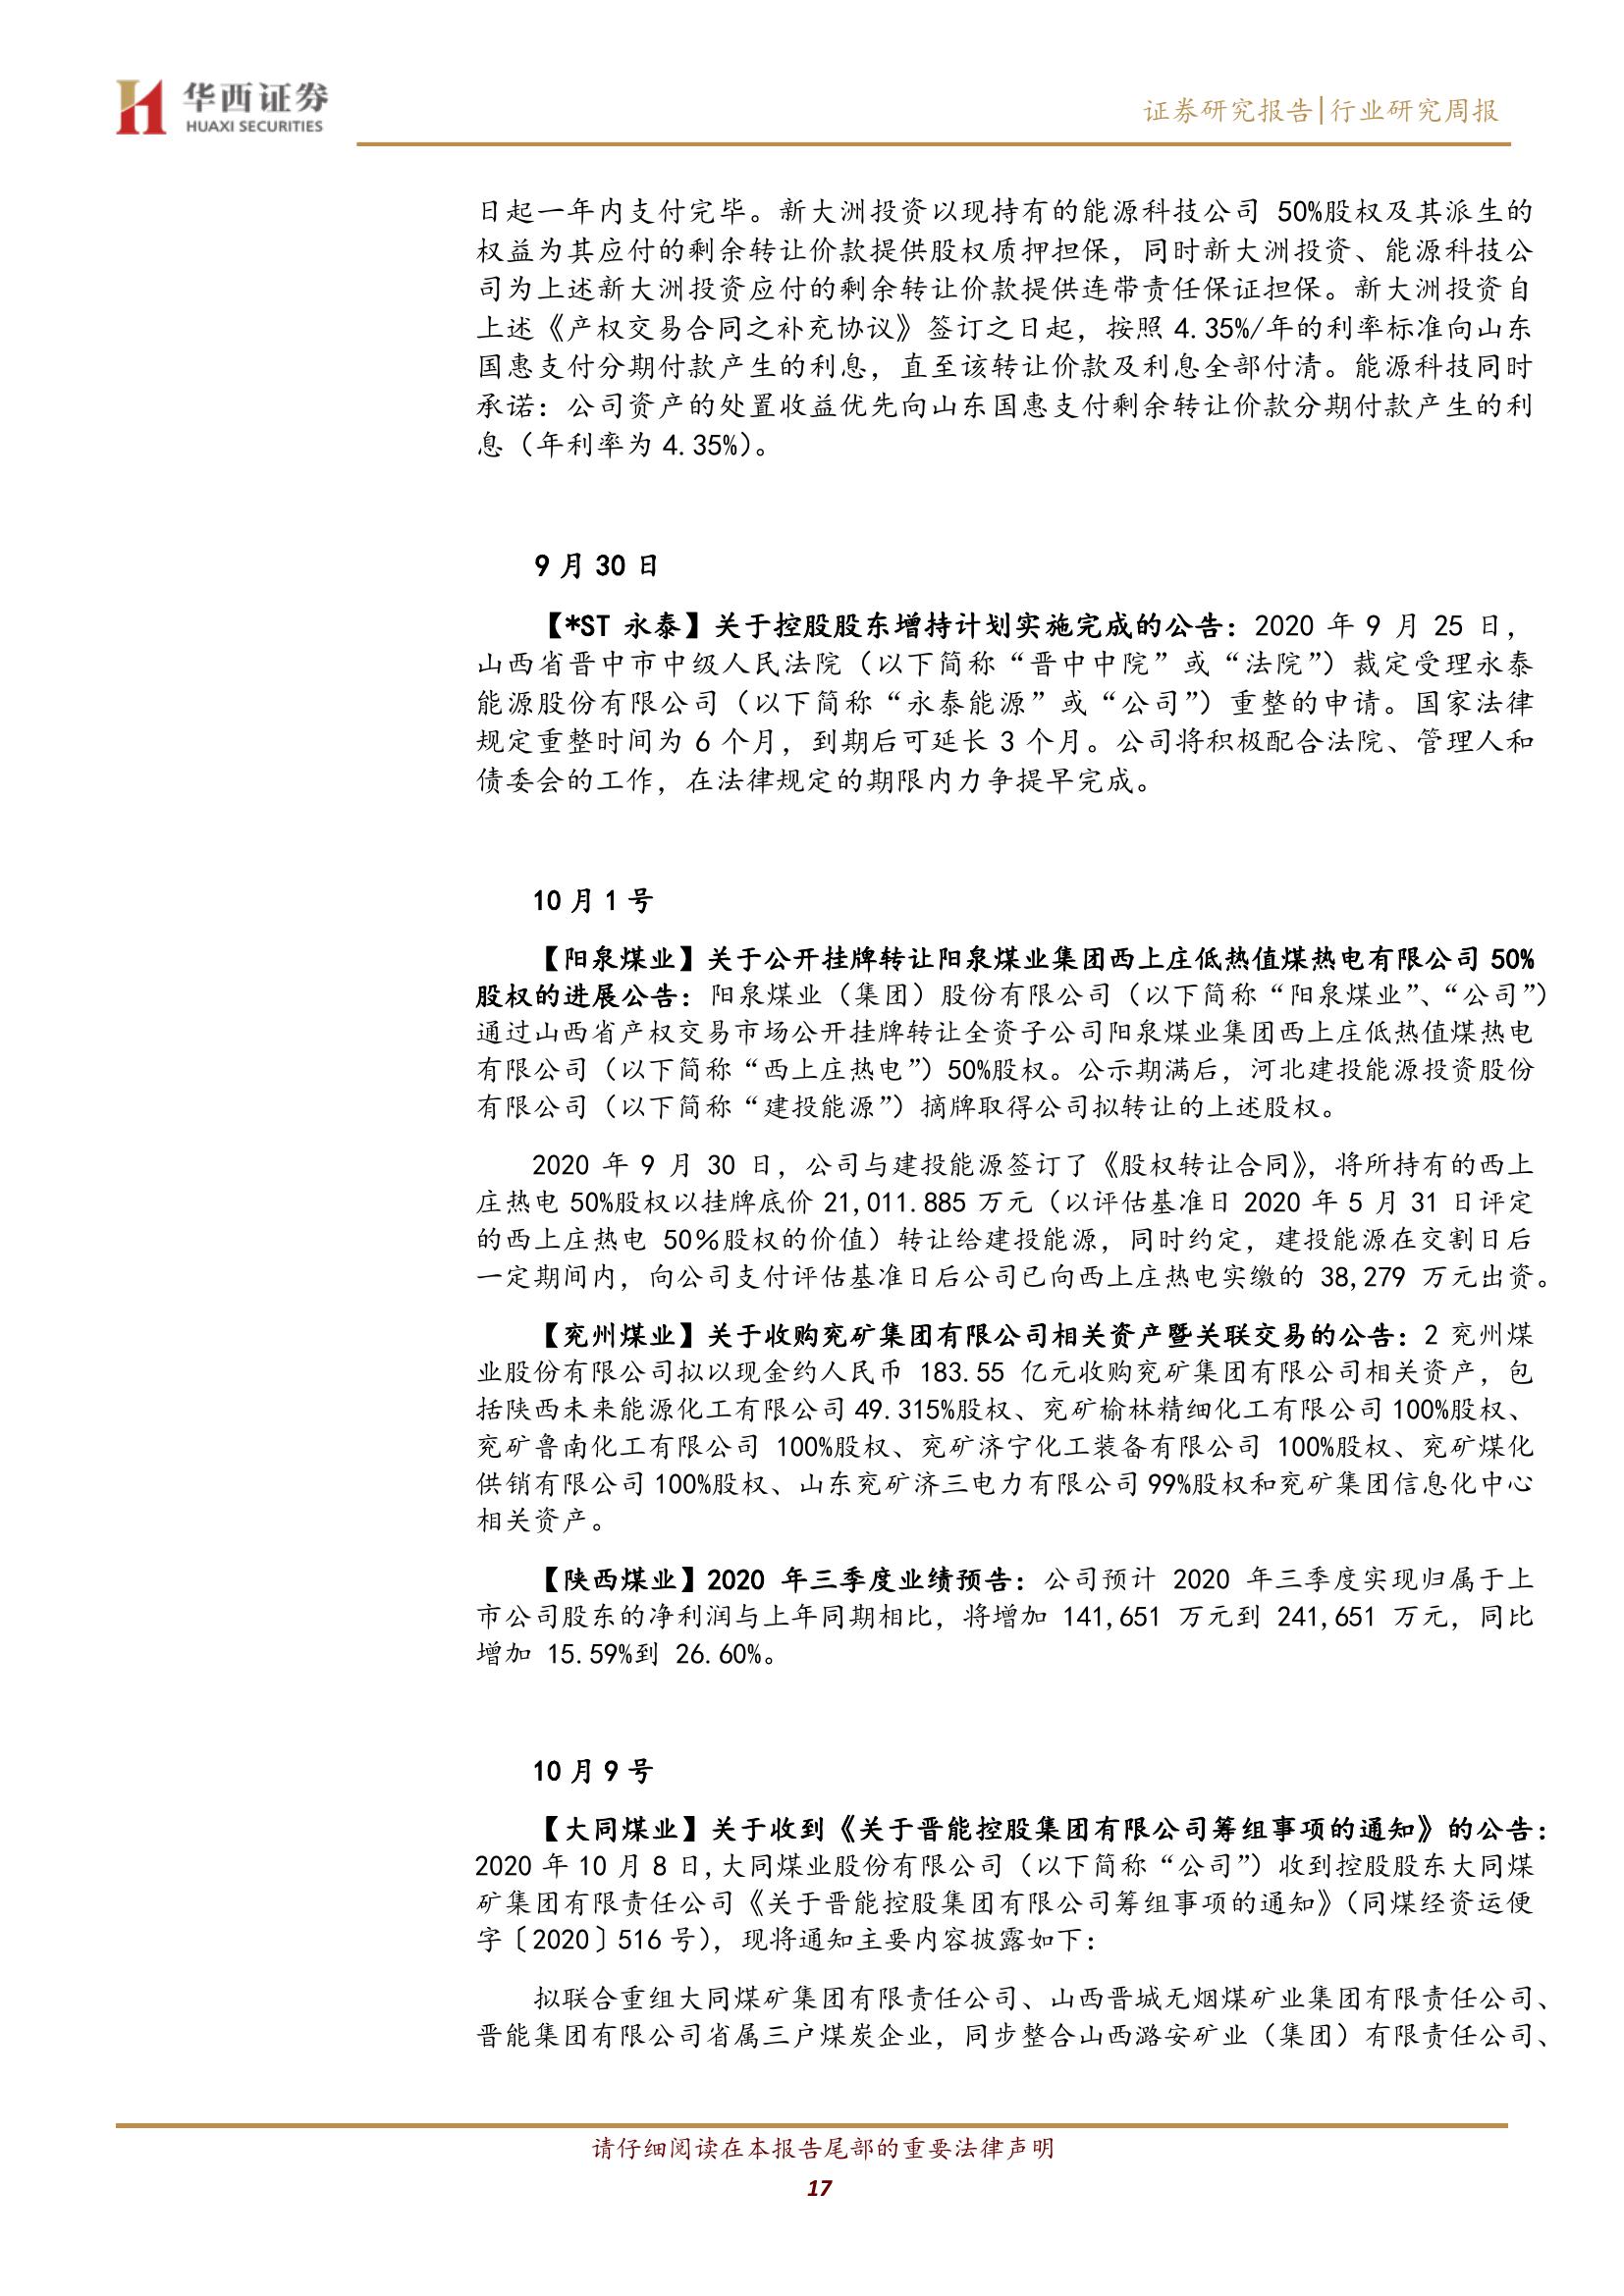 华西证券
HUAXI SECURITIES
证券研究报告|行业研究周报
日起一年内支付完毕。新大洲投资以现持有的能源科技公司 50%股权及其派生的
权益为其应付的剩余转让价款提供股权质押担保，同时新大洲投资、能源科技公
司为上述新大洲投资应付的剩余转让价款提供连带责任保证担保。新大洲投资自
上述《产权交易合同之补充协议》签订之日起，按照 4.35%/年的利率标准向山东
国惠支付分期付款产生的利息，直至该转让价款及利息全部付清。能源科技同时
承诺：公司资产的处置收益优先向山东国惠支付剩余转让价款分期付款产生的利
息（年利率为 4.35%）。
9 月 30 日
【*ST 永泰】关于控股股东增持计划实施完成的公告：2020 年 9 月 25 日，
山西省晋中市中级人民法院（以下简称“晋中中院”或“法院”）裁定受理永泰
能源股份有限公司（以下简称“永泰能源”或“公司”）重整的申请。国家法律
规定重整时间为 6 个月，到期后可延长 3 个月。公司将积极配合法院、管理人和
债委会的工作，在法律规定的期限内力争提早完成。
10 月 1 号
【阳泉煤业】关于公开挂牌转让阳泉煤业集团西上庄低热值煤热电有限公司 50%
股权的进展公告：阳泉煤业（集团）股份有限公司（以下简称“阳泉煤业”、“公司”）
通过山西省产权交易市场公开挂牌转让全资子公司阳泉煤业集团西上庄低热值煤热电
有限公司（以下简称“西上庄热电”）50%股权。公示期满后，河北建投能源投资股份
有限公司（以下简称“建投能源”）摘牌取得公司拟转让的上述股权。
2020 年 9 月 30 日，公司与建投能源签订了《股权转让合同》，将所持有的西上
庄热电 50%股权以挂牌底价 21,011.885 万元（以评估基准日 2020 年 5 月 31 日评定
的西上庄热电 50％股权的价值）转让给建投能源，同时约定，建投能源在交割日后
一定期间内，向公司支付评估基准日后公司已向西上庄热电实缴的 38,279 万元出资。
【兖州煤业】关于收购兖矿集团有限公司相关资产暨关联交易的公告：2 兖州煤
业股份有限公司拟以现金约人民币 183.55 亿元收购兖矿集团有限公司相关资产，包
括陕西未来能源化工有限公司 49.315%股权、兖矿榆林精细化工有限公司 100%股权、
兖矿鲁南化工有限公司 100%股权、兖矿济宁化工装备有限公司 100%股权、兖矿煤化
供销有限公司 100%股权、山东兖矿济三电力有限公司 99%股权和兖矿集团信息化中心
相关资产。
【陕西煤业】2020 年三季度业绩预告：公司预计 2020 年三季度实现归属于上
市公司股东的净利润与上年同期相比，将增加 141,651 万元到 241,651 万元，同比
增加 15.59%到 26.60%。
10 月 9 号
【大同煤业】关于收到《关于晋能控股集团有限公司筹组事项的通知》的公告：
2020 年 10 月 8 日,大同煤业股份有限公司（以下简称“公司”）收到控股股东大同煤
矿集团有限责任公司《关于晋能控股集团有限公司筹组事项的通知》（同煤经资运便
字〔2020〕516 号），现将通知主要内容披露如下：
拟联合重组大同煤矿集团有限责任公司、山西晋城无烟煤矿业集团有限责任公司、
晋能集团有限公司省属三户煤炭企业，同步整合山西潞安矿业（集团）有限责任公司、
请仔细阅读在本报告尾部的重要法律声明
17